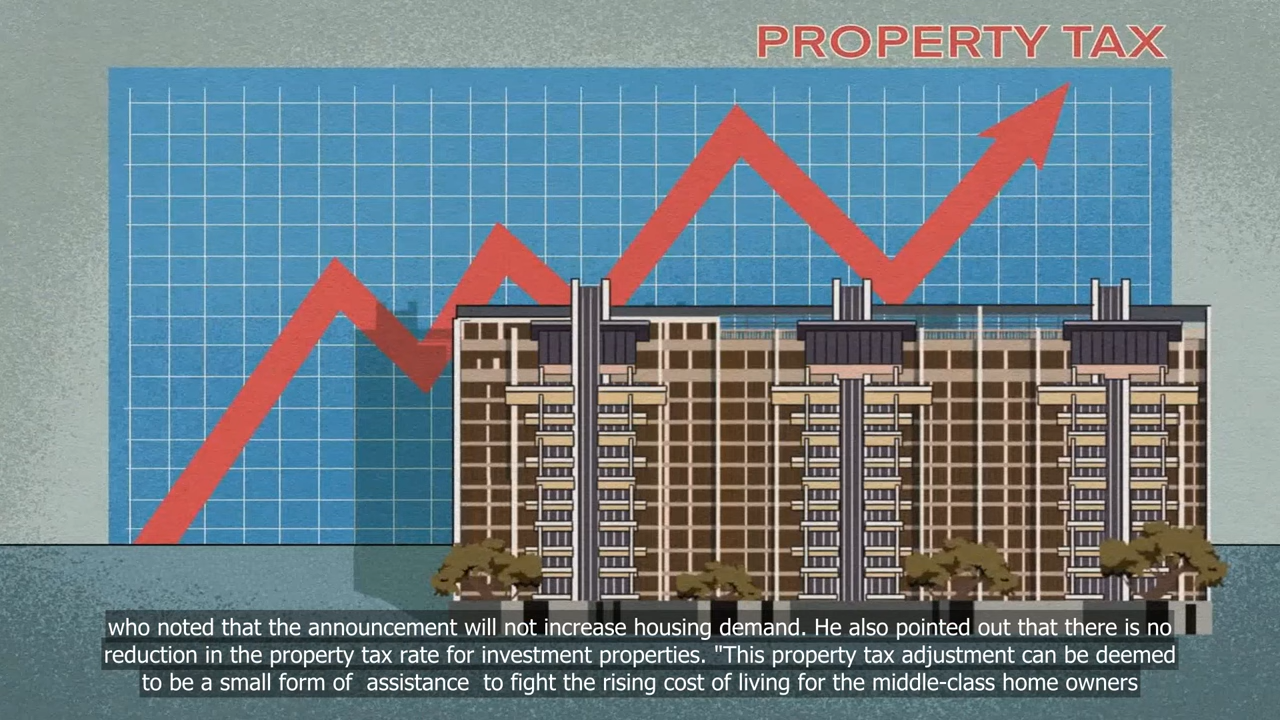 PROPERTY TAX
who noted that the announcement will not increase housing demand. He also pointed out that there is no
reduction in the property tax rate for investment properties. "This property tax adjustment can be deemed
to be a small form of  assistance  to fight the rising cost of living for the middle-class home owners